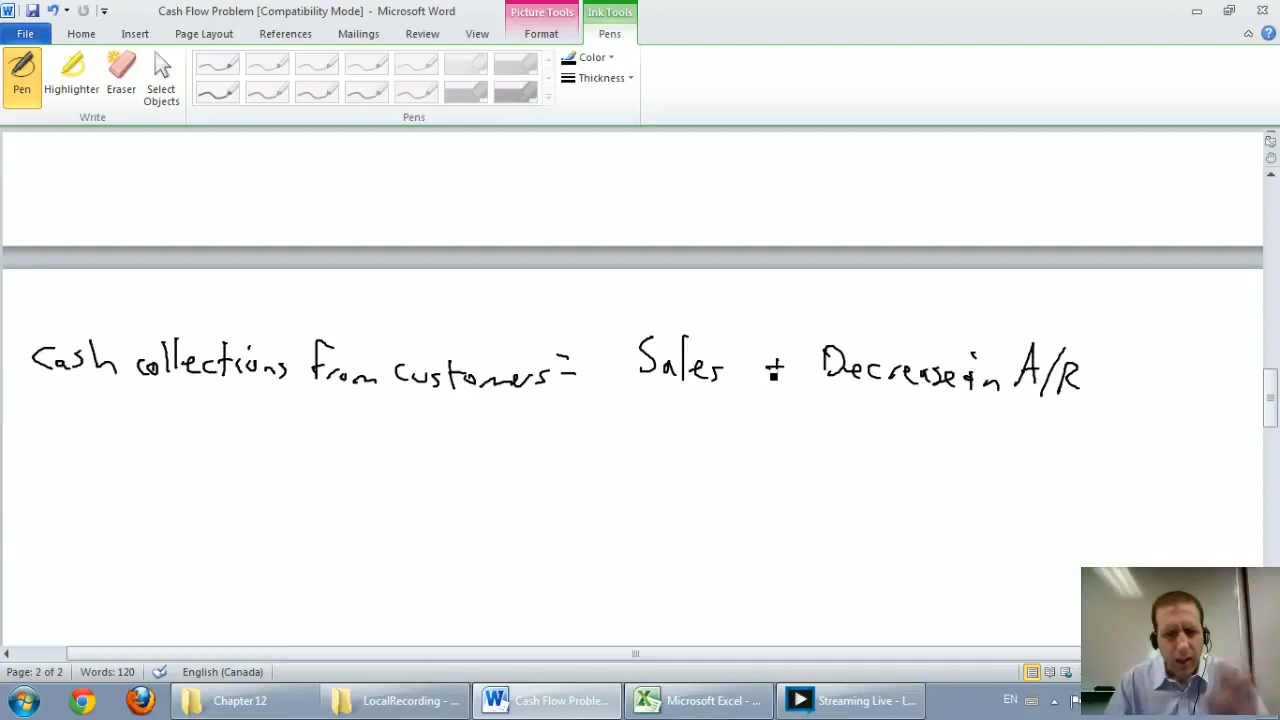 Cash Flow Problem [Compatibility Mode] - Microsoft Word
Picture Tools
Ink Tools
File
Home
Insert
Page Layout
References
Mailings
Review
View
Format
Pens
Pen
Highlighter
Eraser
Select Objects
Color
Thickness
Write
Pens
Cash collections from customers = Sales + Decrease in A/R
Page: 2 of 2
Words: 120
English (Canada)
Chapter 12
LocalRecording - ...
Cash Flow Proble...
Microsoft Excel - ...
Streaming Live - L...
EN